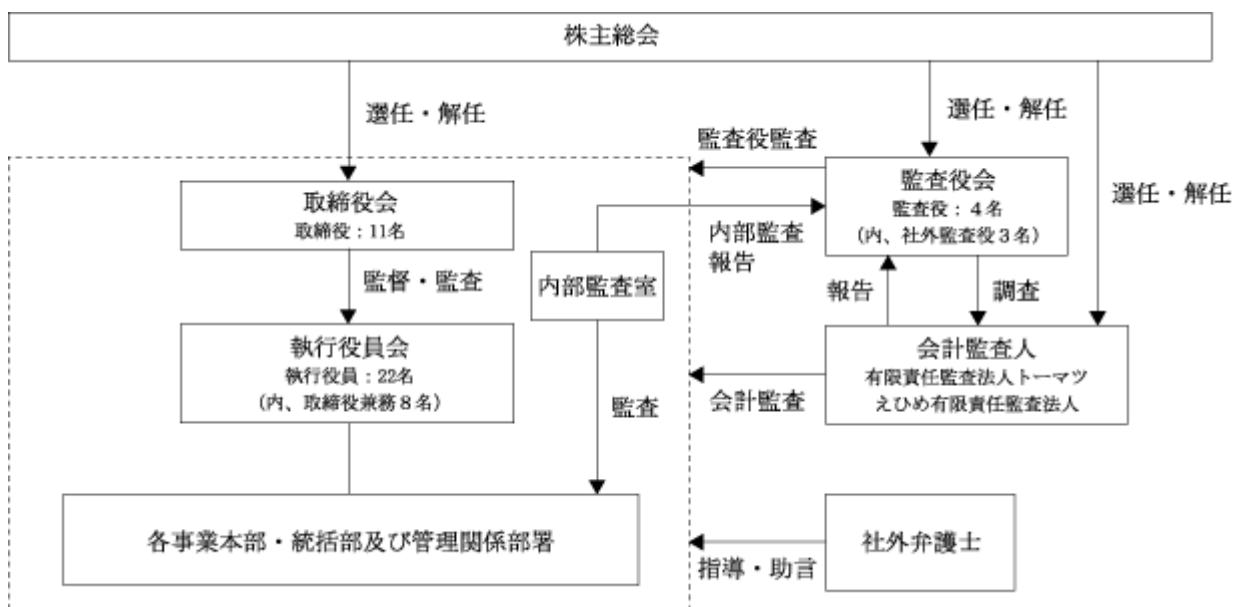 株主総会
選任・解任
選任・解任
選任・解任
監査役監査
取締役会
取締役：11名
監査役会
監査役：４名
（内、社外監査役３名）
内部監査
報告
監督・監査
内部監査室
報告
調査
執行役員会
執行役員：22名
（内、取締役兼務８名）
会計監査人
有限責任監査法人トーマツ
えひめ有限責任監査法人
会計監査
監査
各事業本部・統括部及び管理関係部署
社外弁護士
指導・助言